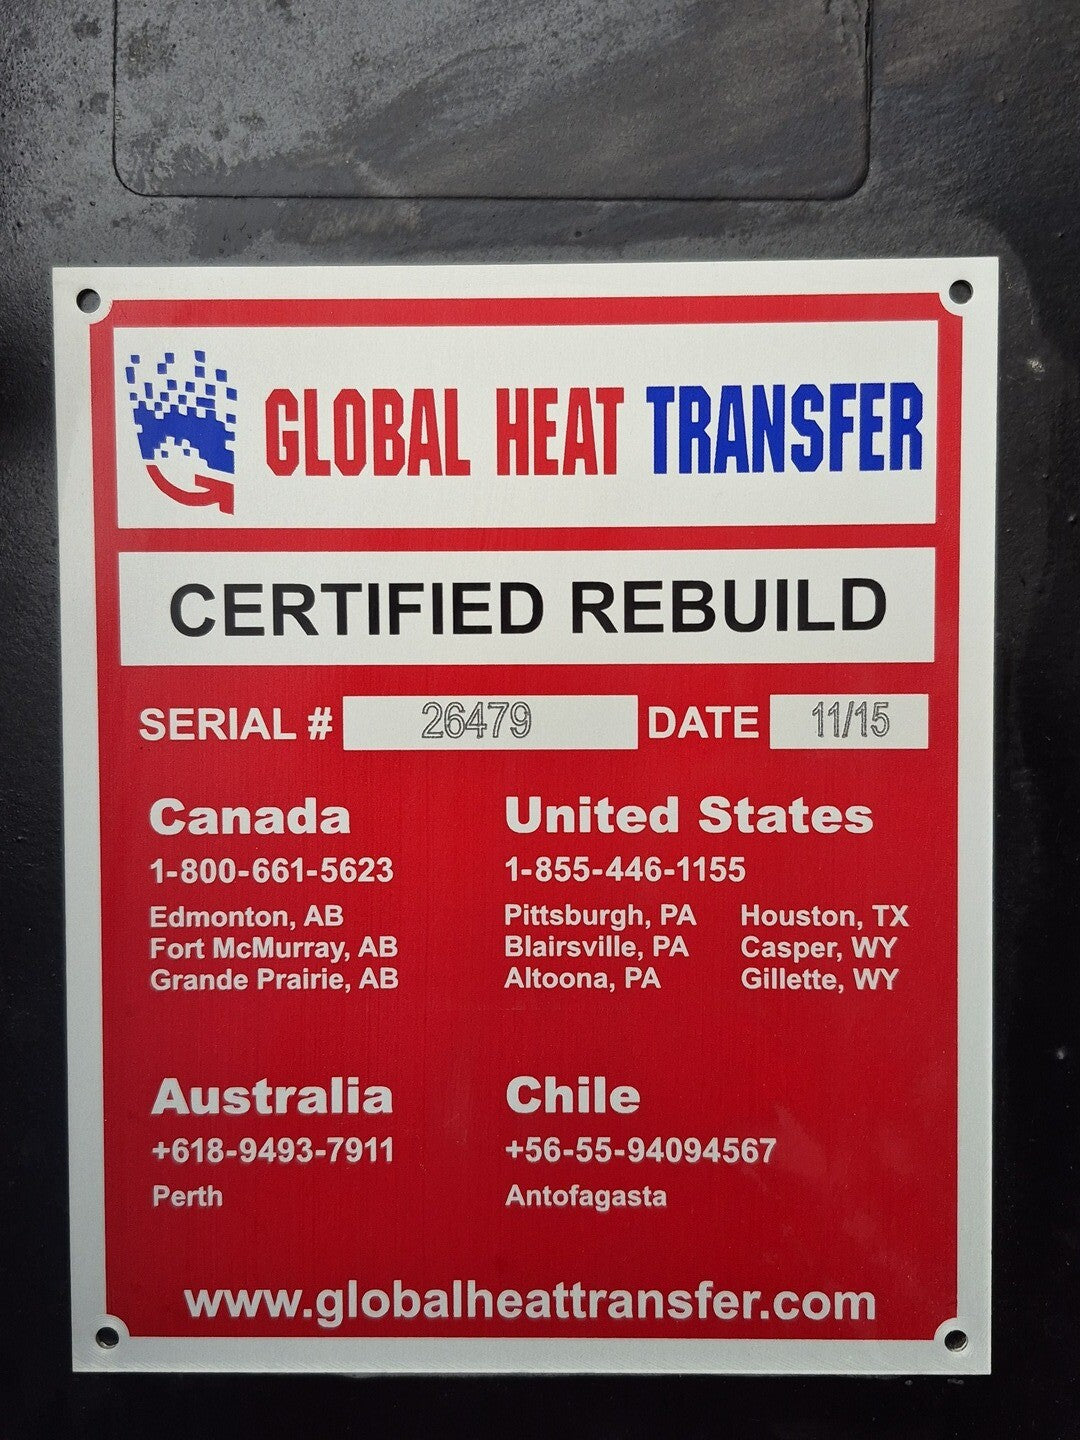 GLOBAL HEAT TRANSFER
CERTIFIED REBUILD
SERIAL # 26479 DATE 11/15
Canada
1-800-661-5623
Edmonton, AB
Fort McMurray, AB
Grande Prairie, AB
United States
1-855-446-1155
Pittsburgh, PA
Blairsville, PA
Altoona, PA
Houston, TX
Casper, WY
Gillette, WY
Australia
+618-9493-7911
Perth
Chile
+56-55-94094567
Antofagasta
www.globalheattransfer.com